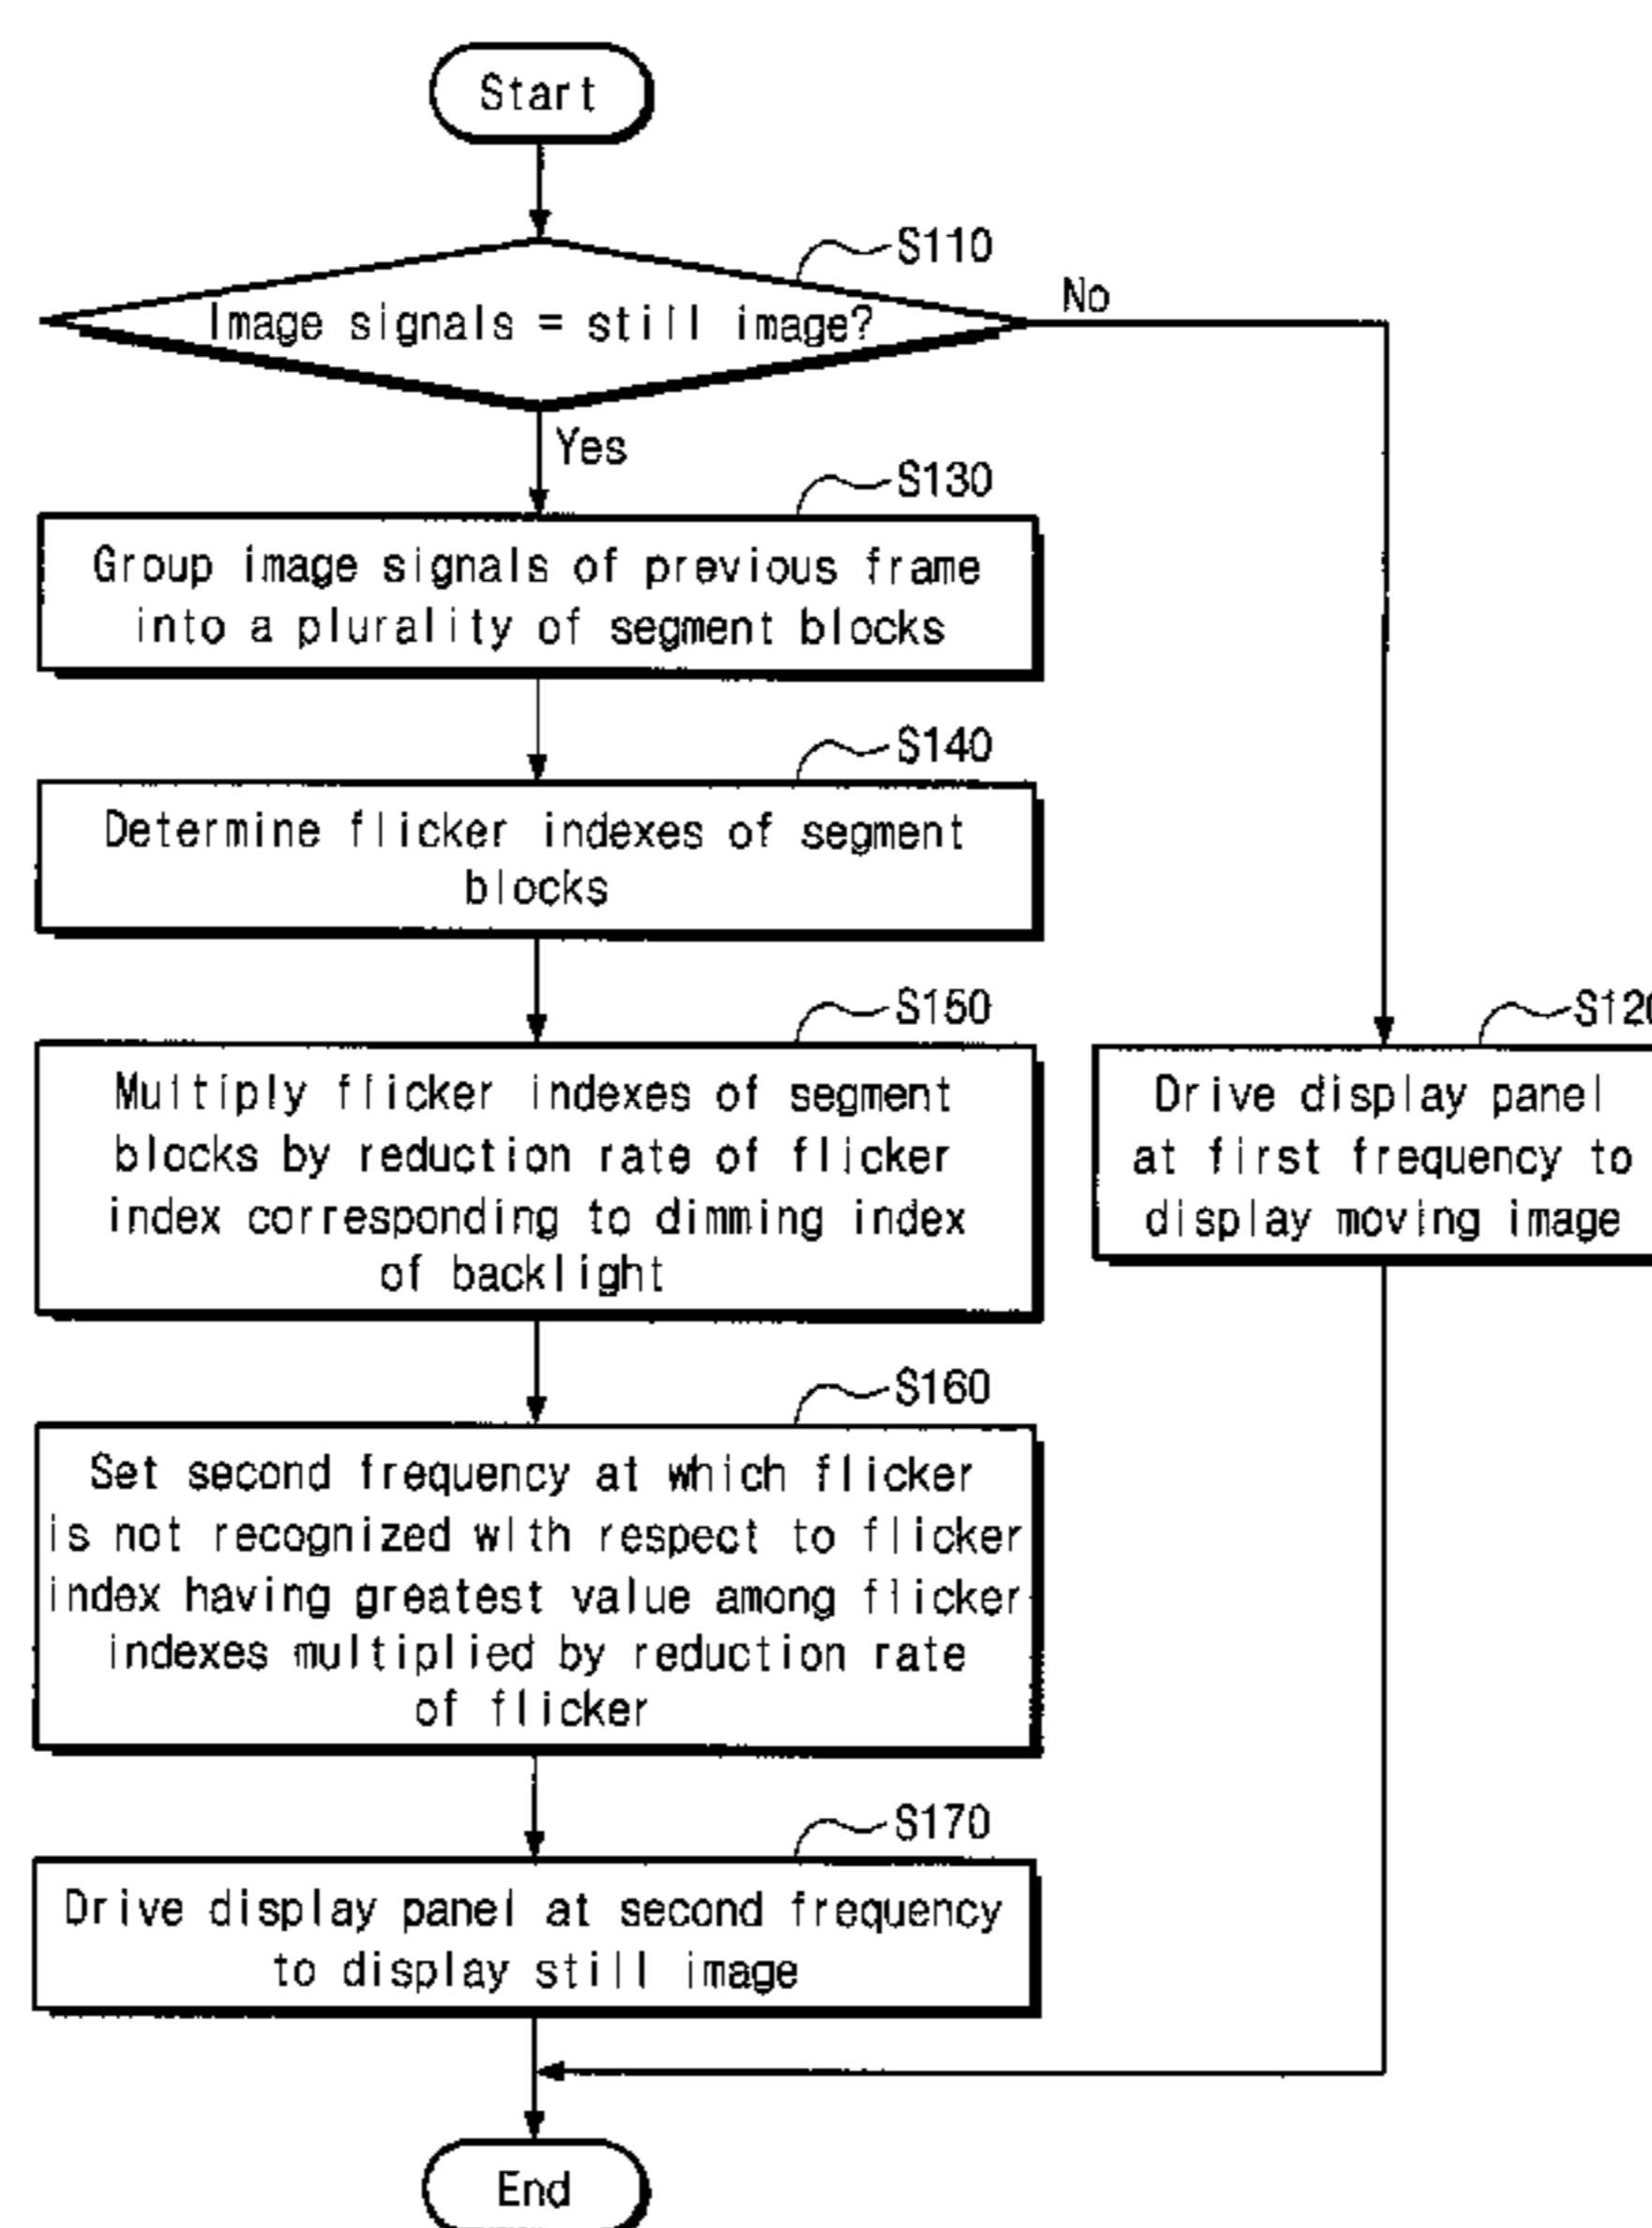 Start
S110
Image signals = still image?
No
Yes
S130
Group image signals of previous frame
into a plurality of segment blocks
S140
Determine flicker indexes of segment
blocks
S150
Multiply flicker indexes of segment
blocks by reduction rate of flicker
index corresponding to dimming index
of backlight
S120
Drive display panel
at first frequency to
display moving image
S160
Set second frequency at which flicker
is not recognized with respect to flicker
index having greatest value among flicker
indexes multiplied by reduction rate
of flicker
S170
Drive display panel at second frequency
to display still image
End